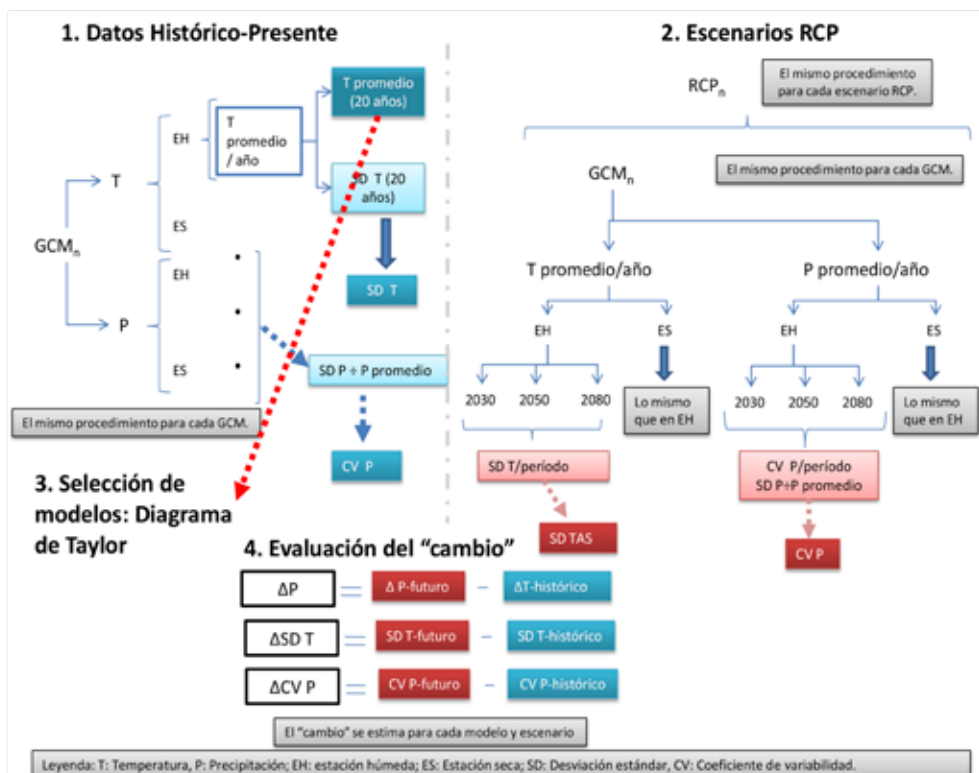 1. Datos Histórico-Presente
T promedio
(20 años)
EH
T
promedio
/ año
T
SD T (20
años)
ES
GCMn
SD T
EH
P
ES
SD P ÷ P promedio
El mismo procedimiento para cada GCM.
CV P
2. Escenarios RCP
RCPn
El mismo procedimiento
para cada escenario RCP.
El mismo procedimiento para cada GCM.
GCMn
T promedio/año
P promedio/año
EH
ES
EH
ES
2030
2050
2080
Lo mismo
que en EH
2030
2050
2080
Lo mismo
que en EH
SD T/período
CV P/período
SD P÷P promedio
SD TAS
CV P
3. Selección de
modelos: Diagrama
de Taylor
4. Evaluación del “cambio”
ΔP = Δ P-futuro − ΔT-histórico
ΔSD T = SD T-futuro − SD T-histórico
ΔCV P = CV P-futuro − CV P-histórico
El “cambio” se estima para cada modelo y escenario
Leyenda: T: Temperatura, P: Precipitación; EH: estación húmeda; ES: Estación seca; SD: Desviación estándar, CV: Coeficiente de variabilidad.